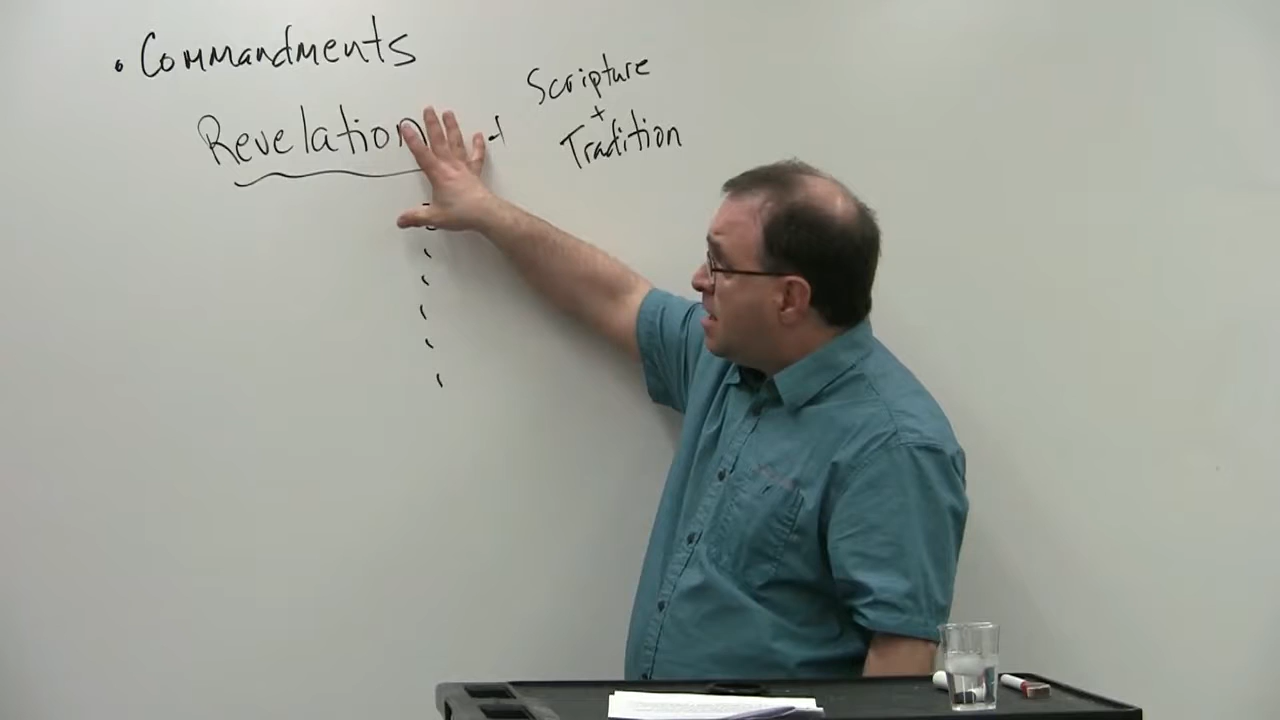 • Commandments
Scripture
+
Revelation
Tradition